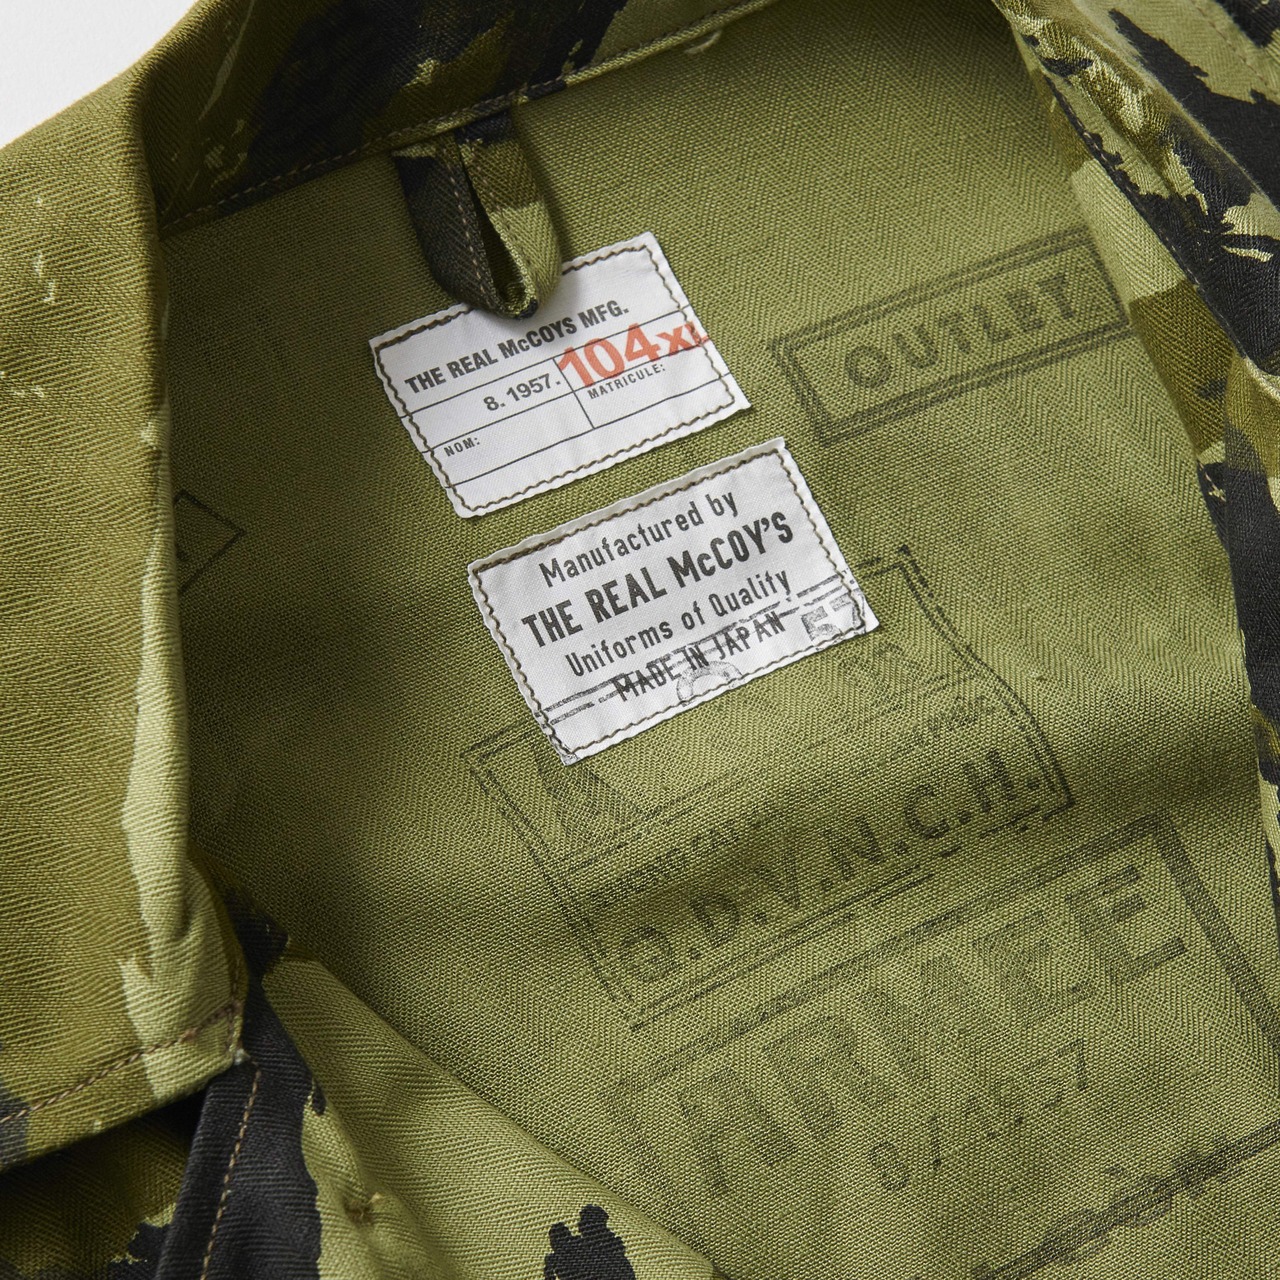 THE REAL McCOYS MFG.
8.1957.
104XL
MATRICULE:
NOM:
Manufactured by
THE REAL McCOY'S
Uniforms of Quality
MADE IN JAPAN
OUTLET
O.D.V.N.C.H.
ARMEE